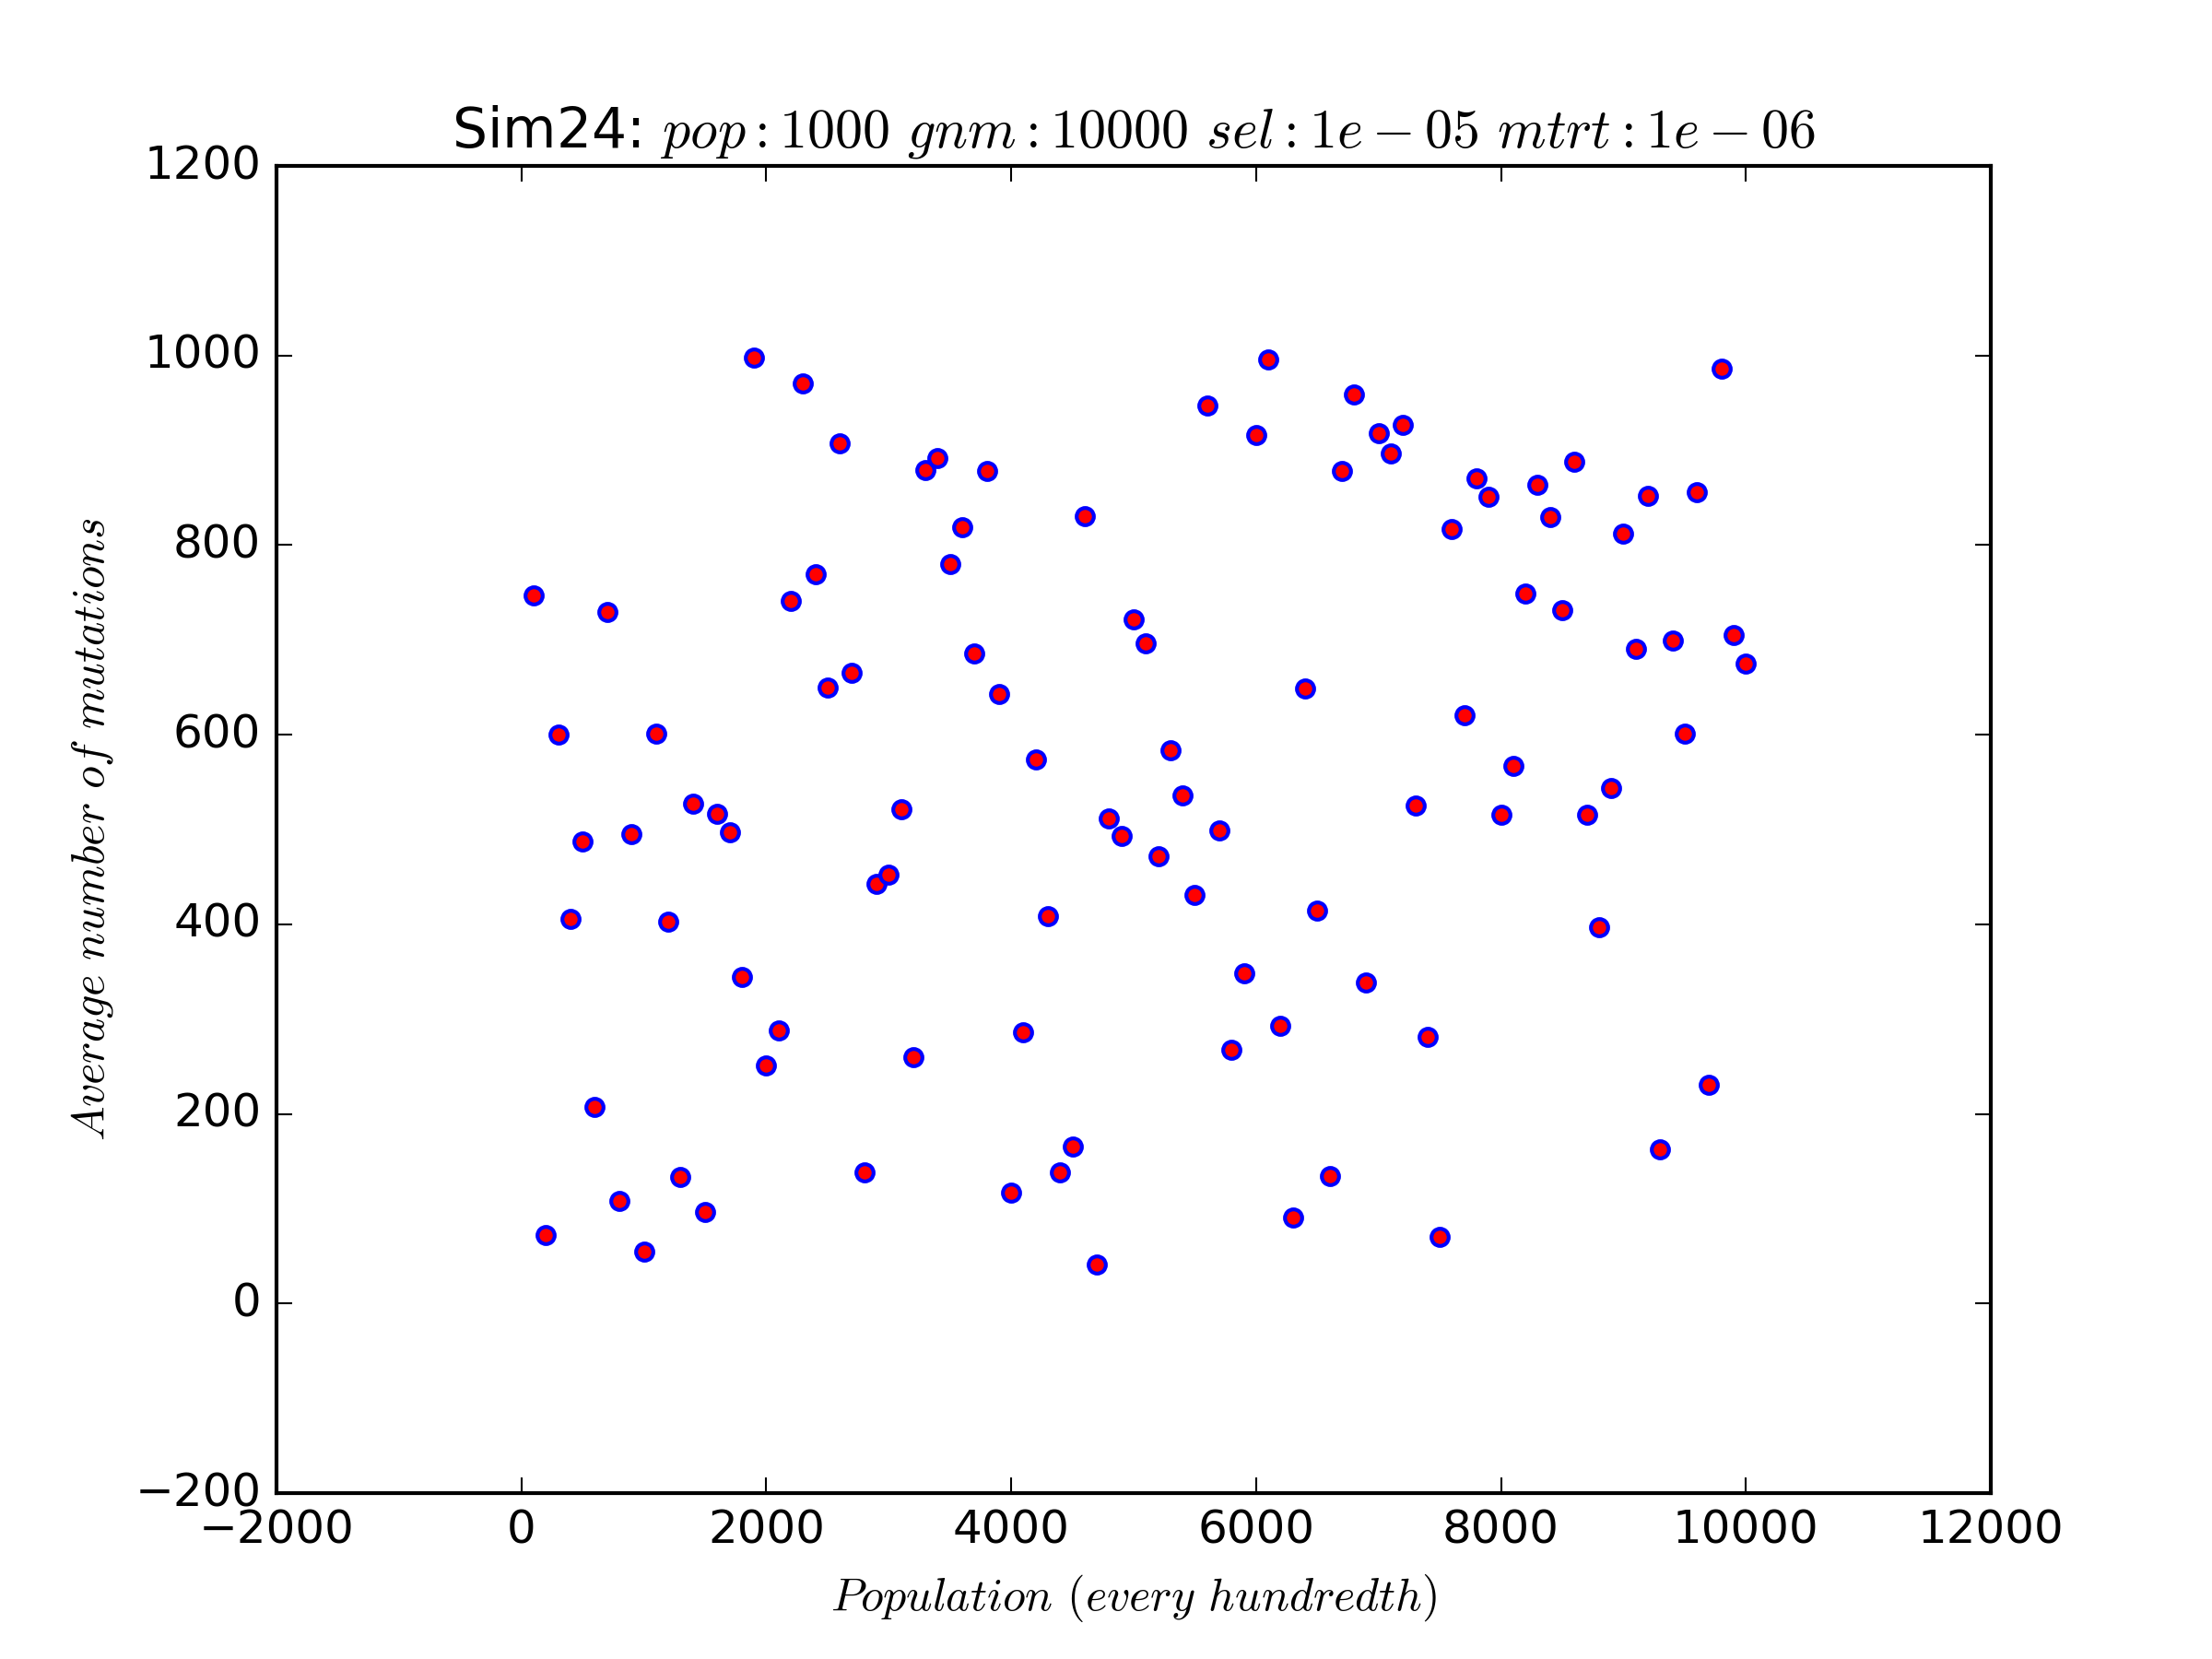 Sim24: pop : 1000 gnm : 10000 sel : 1e − 05 mtrt : 1e − 06
1200
1000
800
600
400
200
0
−200
Average number of mutations
−2000 0 2000 4000 6000 8000 10000 12000
Population (every hundredth)